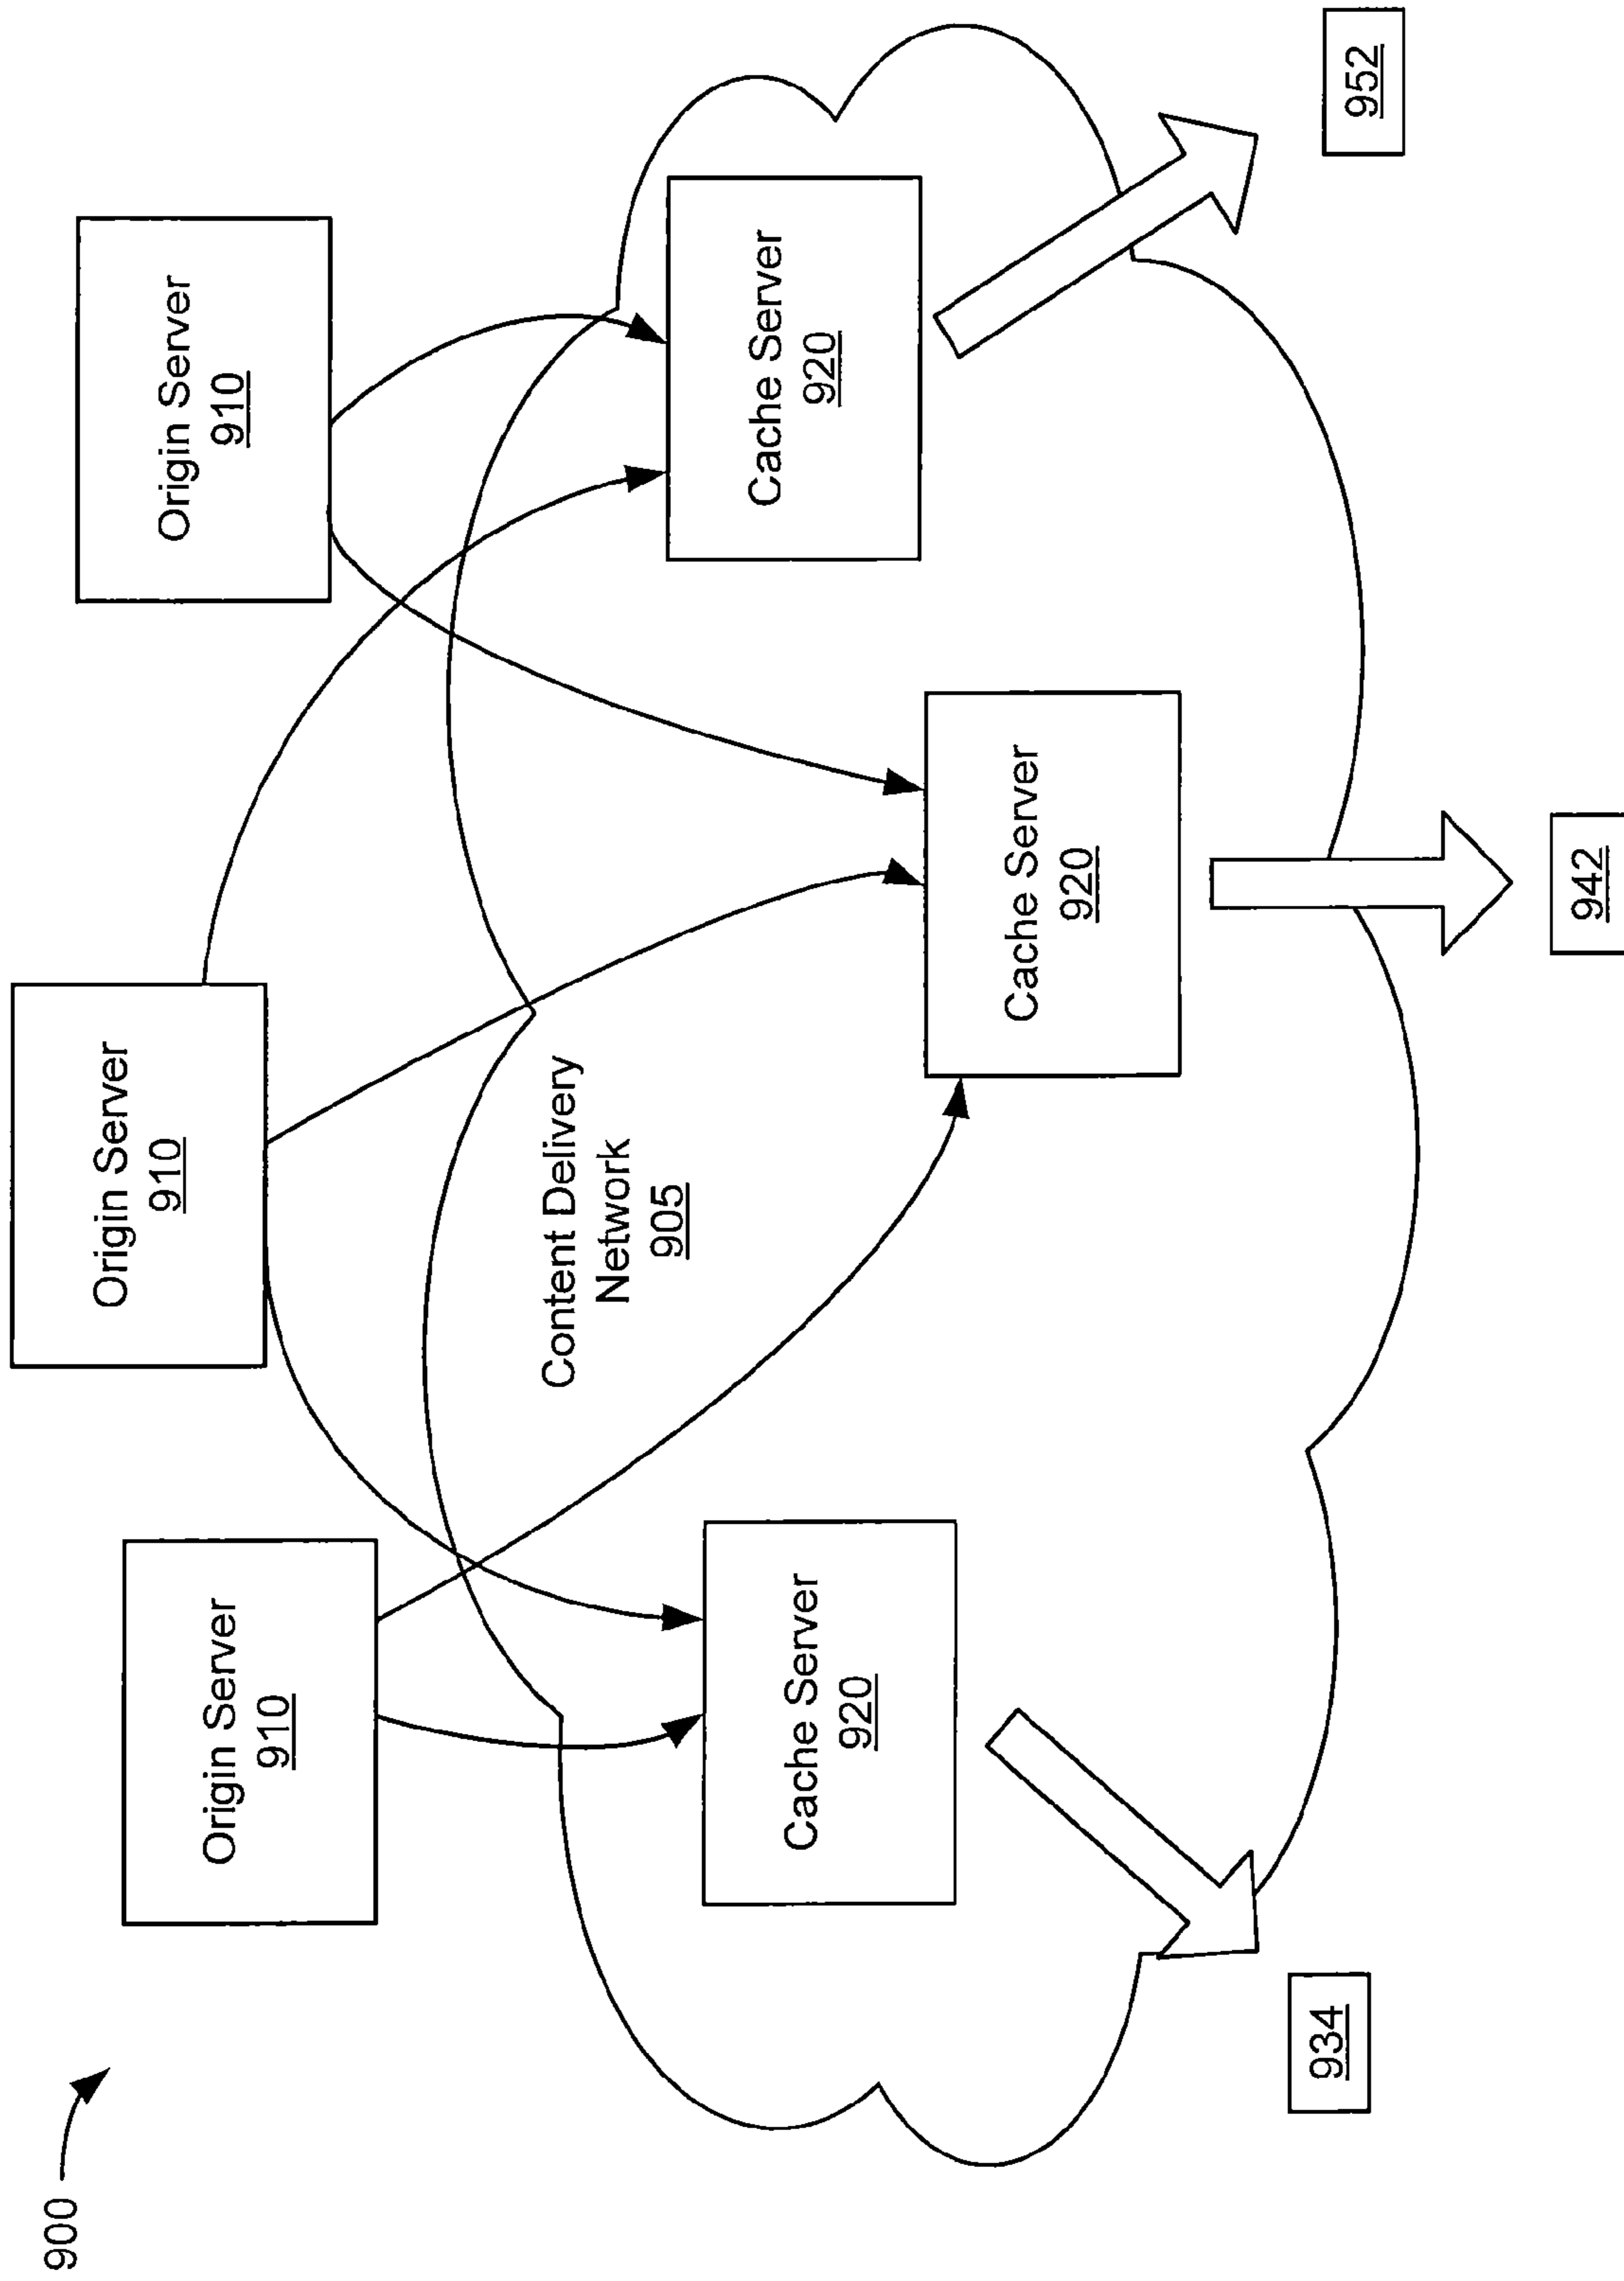 900
Origin Server
910
Origin Server
910
Origin Server
910
Content Delivery
Network
905
Cache Server
920
Cache Server
920
Cache Server
920
934
942
952